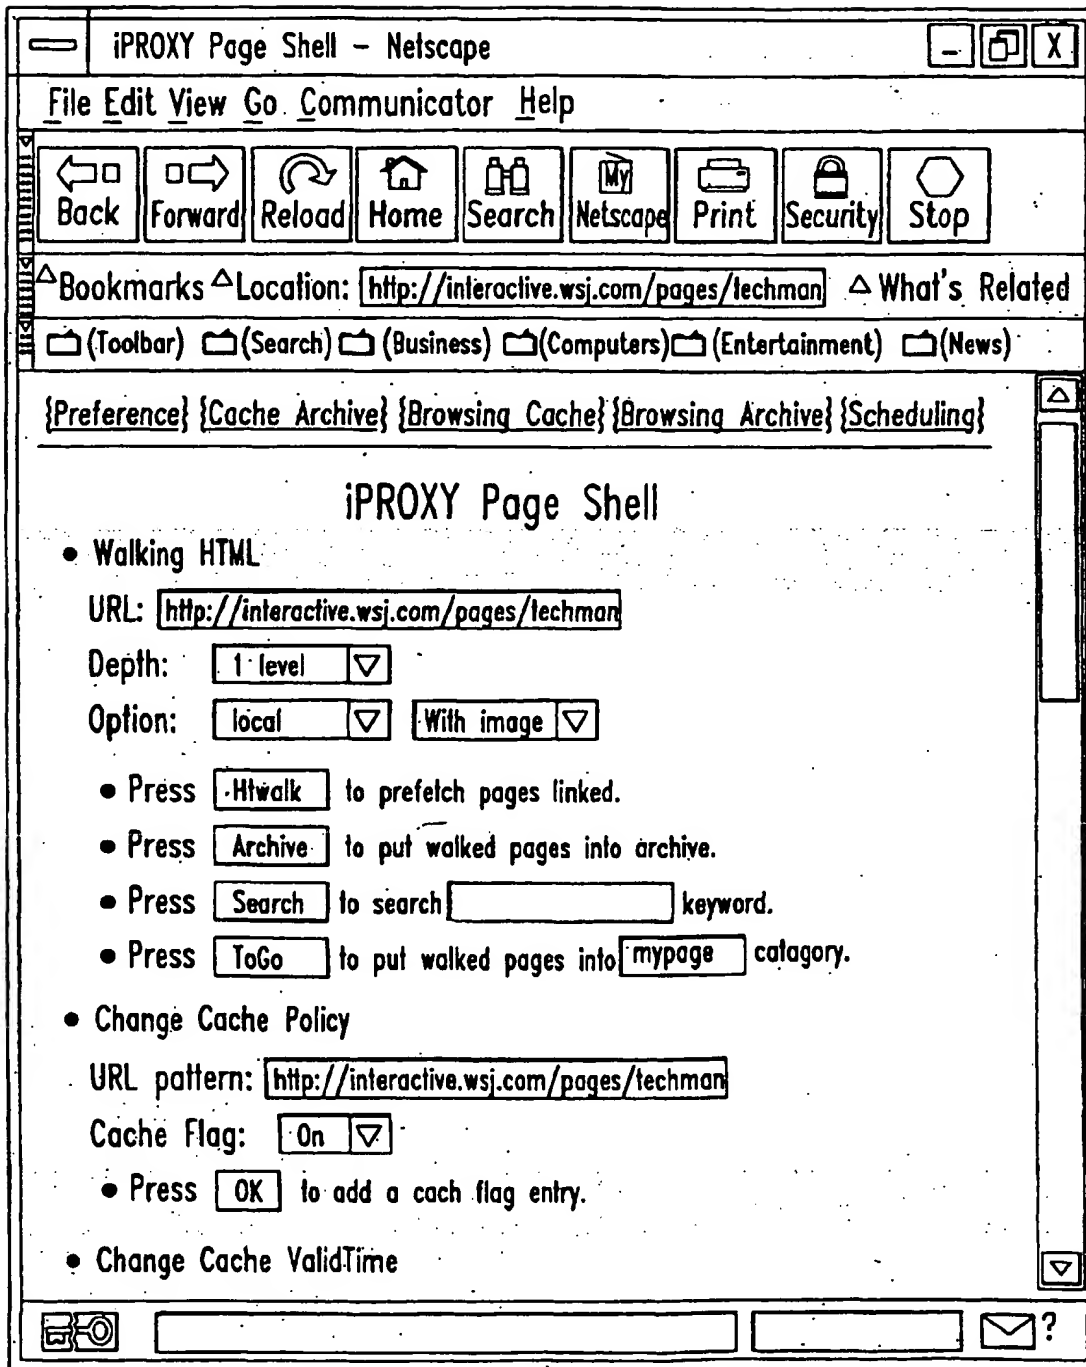 iPROXY Page Shell – Netscape
X
File Edit View Go Communicator Help
Back Forward Reload Home Search My Netscape Print Security Stop
Bookmarks Location: http://interactive.wsj.com/pages/techman What's Related
(Toolbar) (Search) (Business) (Computers) (Entertainment) (News)
{Preference} {Cache Archive} {Browsing Cache} {Browsing Archive} {Scheduling}
iPROXY Page Shell
• Walking HTML
URL: http://interactive.wsj.com/pages/techman
Depth: 1 level
Option: local With image
• Press Htwalk to prefetch pages linked.
• Press Archive to put walked pages into archive.
• Press Search to search keyword.
• Press ToGo to put walked pages into mypage catagory.
• Change Cache Policy
URL pattern: http://interactive.wsj.com/pages/techman
Cache Flag: On
• Press OK to add a cach flag entry.
• Change Cache ValidTime
?